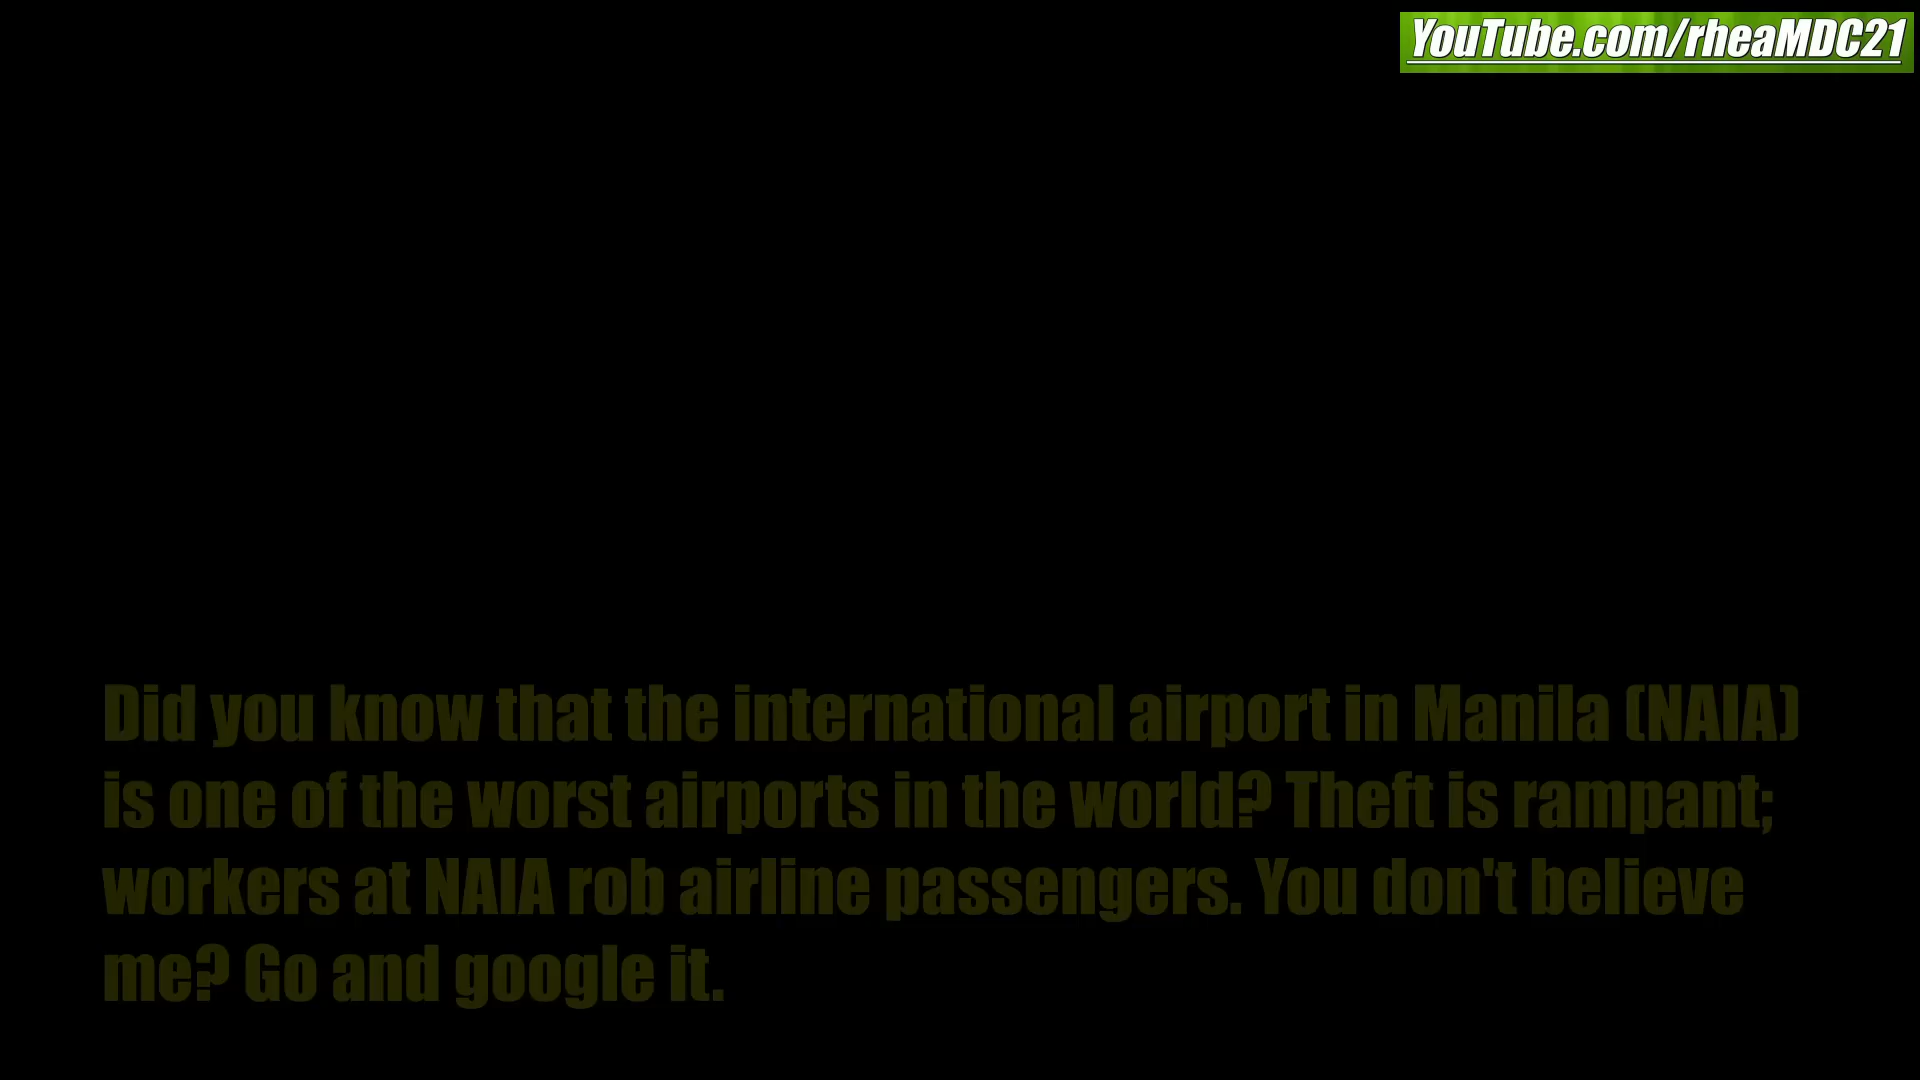 YouTube.com/rheaMDC21
Did you know that the international airport in Manila (NAIA)
is one of the worst airports in the world? Theft is rampant;
workers at NAIA rob airline passengers. You don't believe
me? Go and google it.